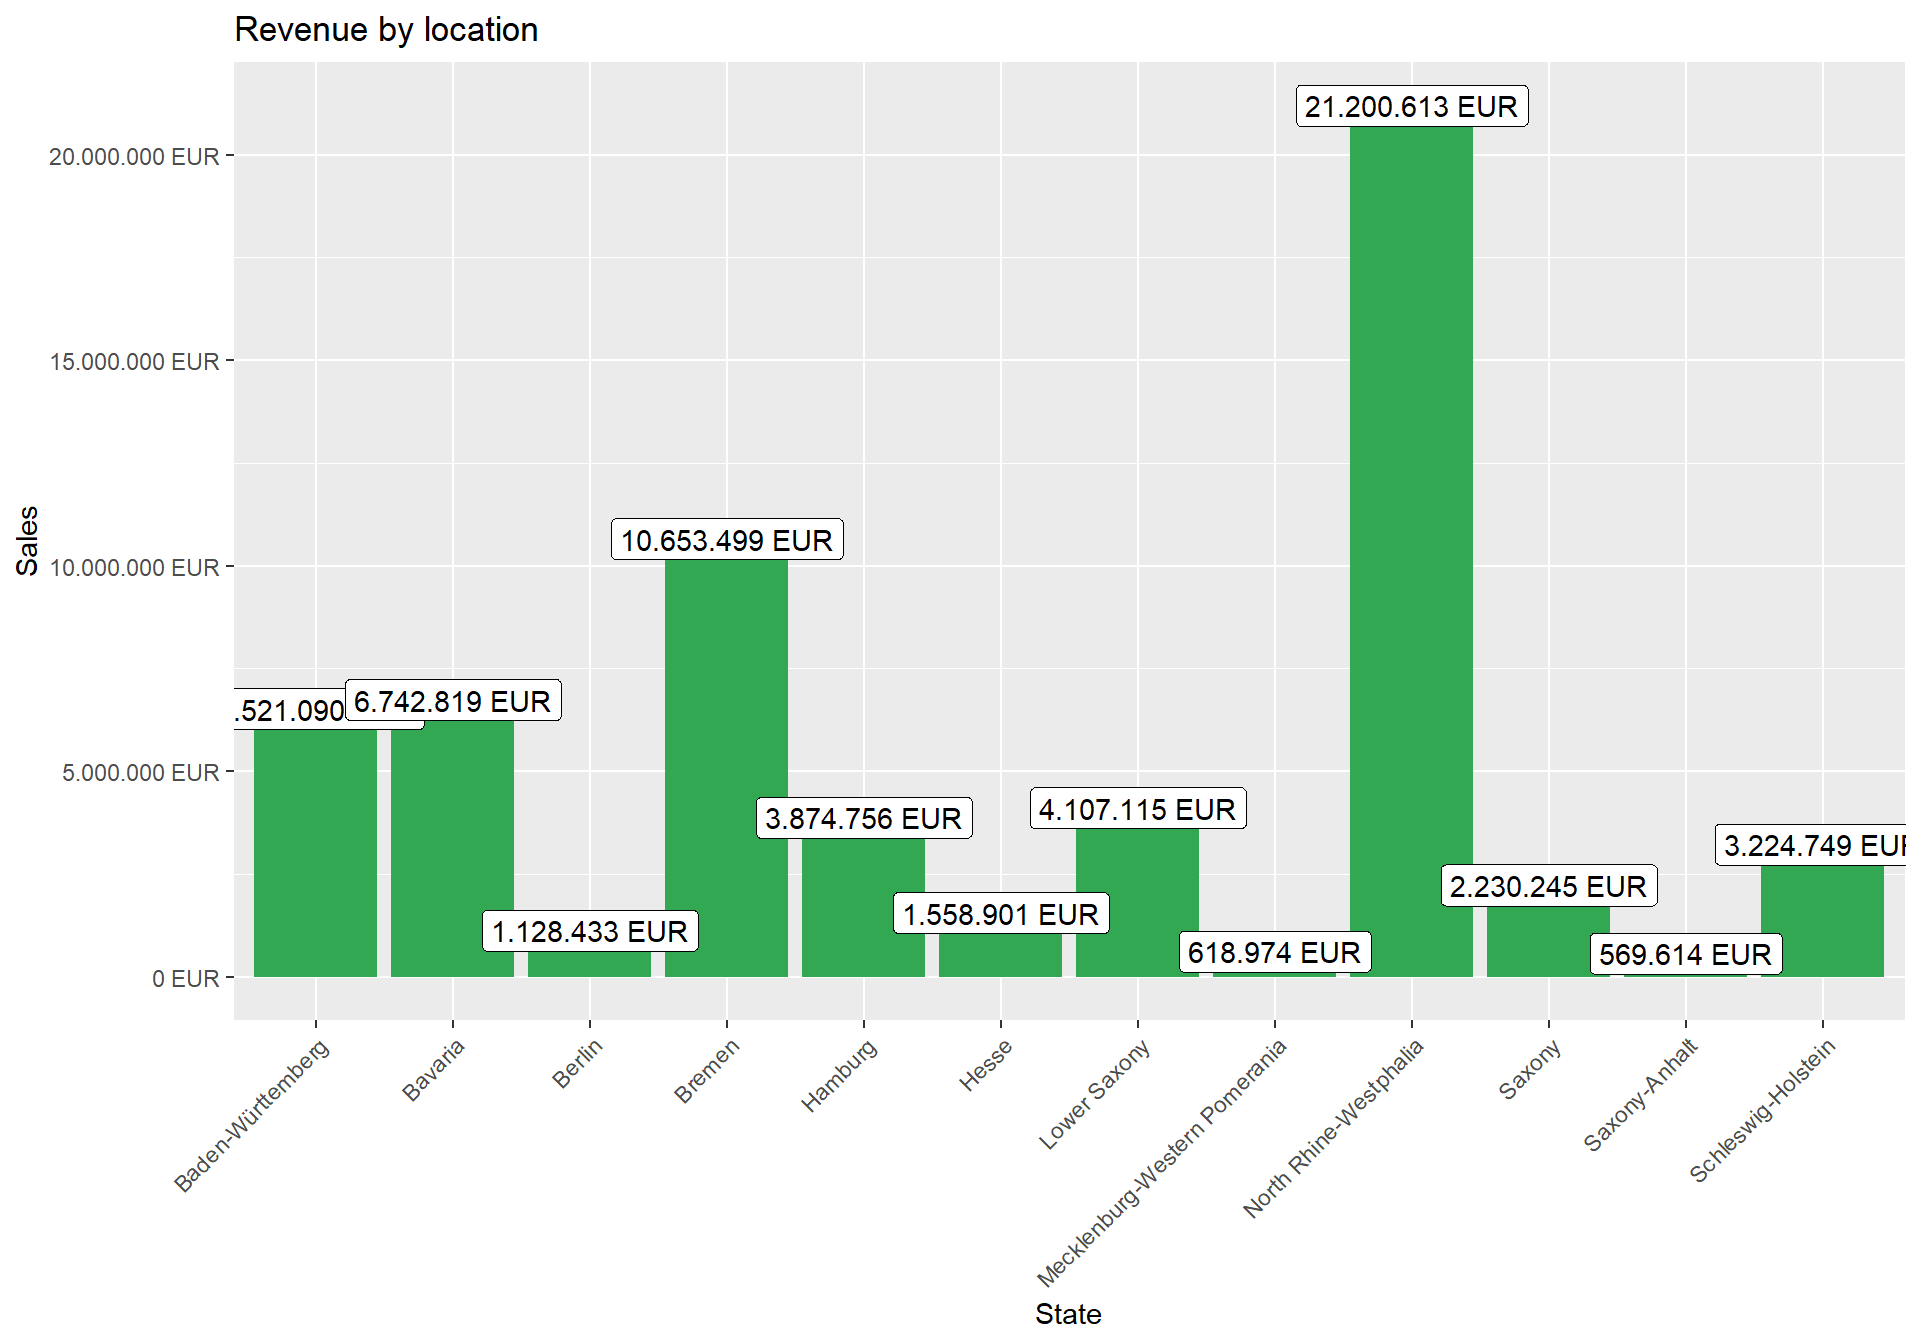 Revenue by location
21.200.613 EUR
20.000.000 EUR
15.000.000 EUR
10.653.499 EUR
10.000.000 EUR
Sales
.521.090
6.742.819 EUR
5.000.000 EUR
3.874.756 EUR
4.107.115 EUR
3.224.749 EUR
2.230.245 EUR
1.558.901 EUR
1.128.433 EUR
618.974 EUR
569.614 EUR
0 EUR
Baden-Württemberg
Bavaria
Berlin
Bremen
Hamburg
Hesse
Lower Saxony
Mecklenburg-Western Pomerania
North Rhine-Westphalia
Saxony
Saxony-Anhalt
Schleswig-Holstein
State